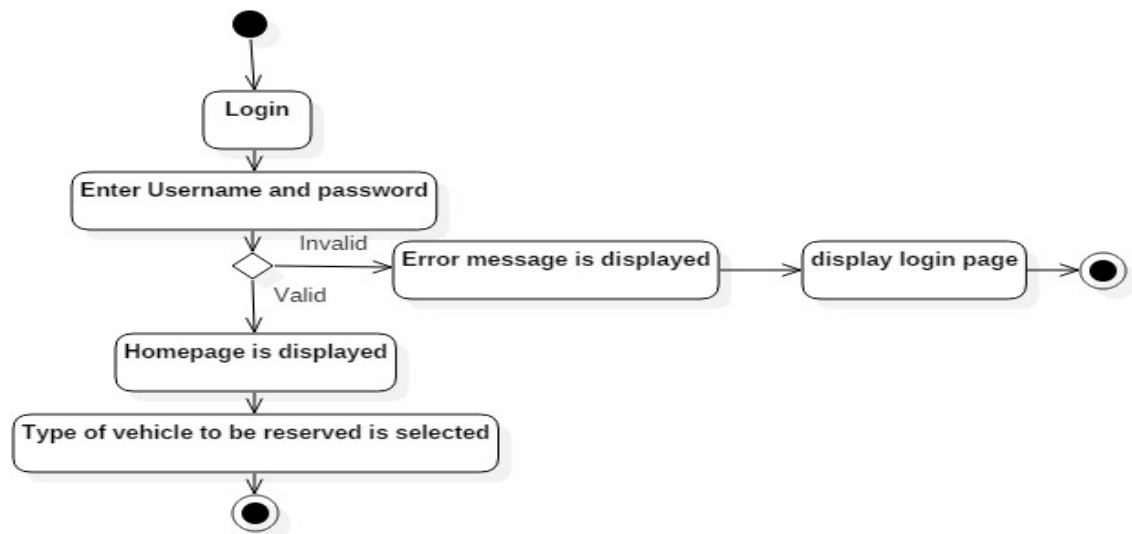 Login
Enter Username and password
Invalid
Error message is displayed
display login page
Valid
Homepage is displayed
Type of vehicle to be reserved is selected